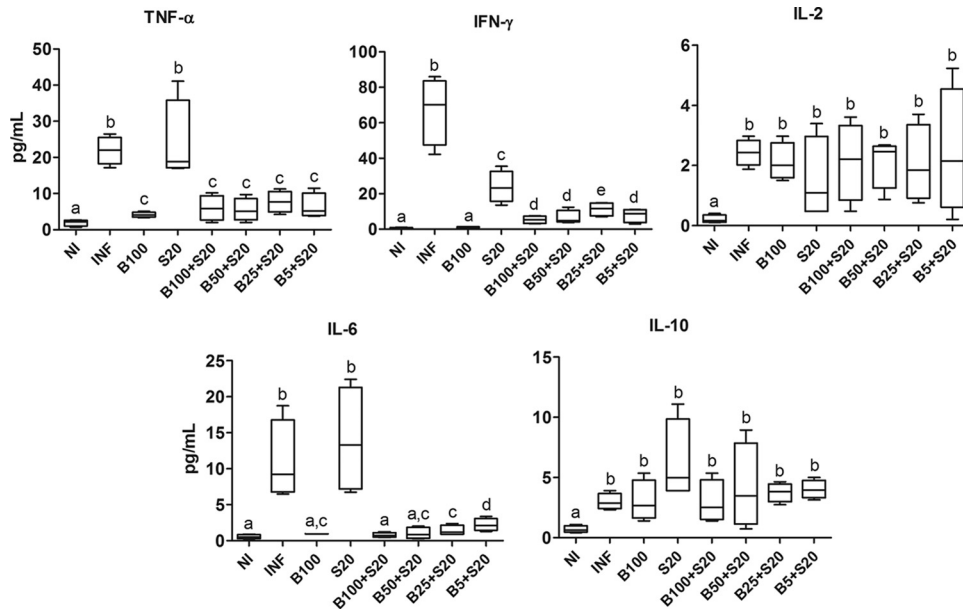 TNF-α
pg/mL
50
40
30
20
10
0
a
b
c
b
c
c
c
c
NI
INF
B100
S20
B100+S20
B50+S20
B25+S20
B5+S20
IFN-γ
100
80
60
40
20
0
a
b
a
c
d
d
e
d
NI
INF
B100
S20
B100+S20
B50+S20
B25+S20
B5+S20
IL-2
6
4
2
0
a
b
b
b
b
b
b
b
NI
INF
B100
S20
B100+S20
B50+S20
B25+S20
B5+S20
IL-6
pg/mL
25
20
15
10
5
0
a
b
a,c
b
a
a,c
c
d
NI
INF
B100
S20
B100+S20
B50+S20
B25+S20
B5+S20
IL-10
15
10
5
0
a
b
b
b
b
b
b
b
NI
INF
B100
S20
B100+S20
B50+S20
B25+S20
B5+S20